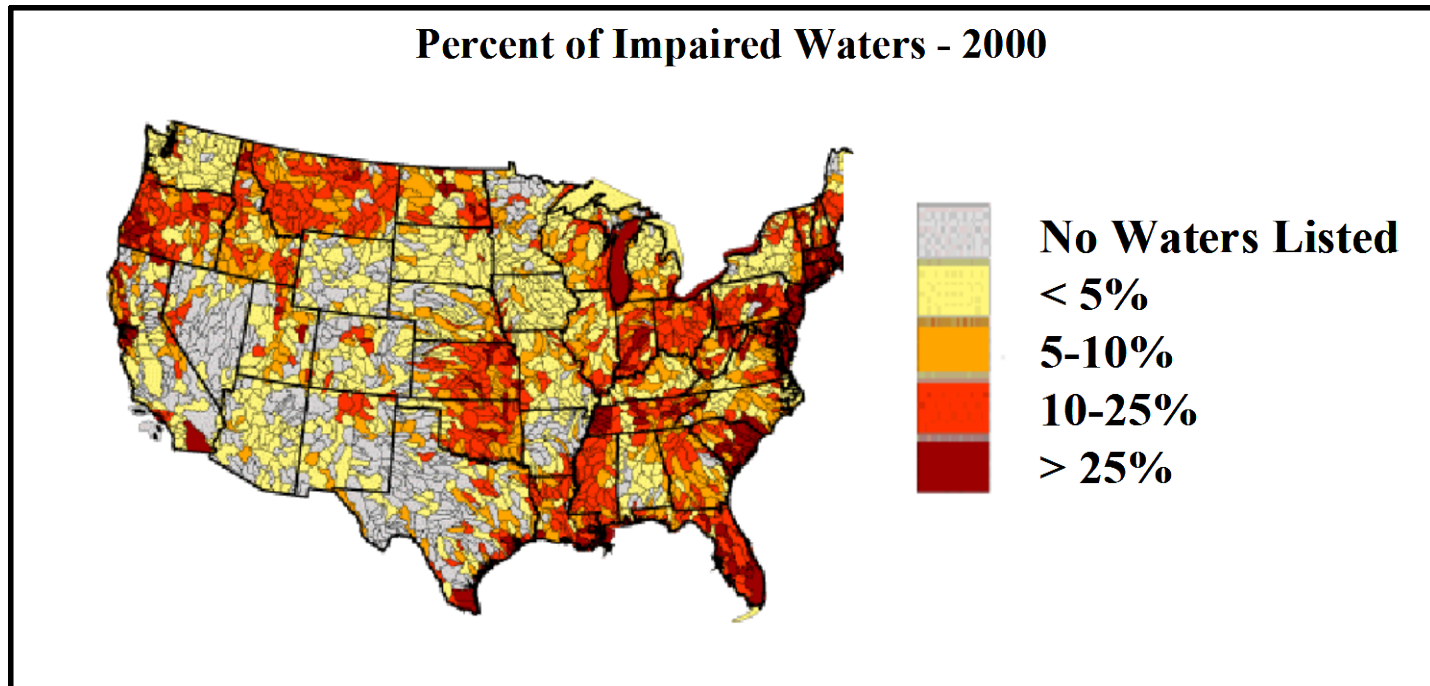 Percent of Impaired Waters - 2000
No Waters Listed
< 5%
5-10%
10-25%
> 25%